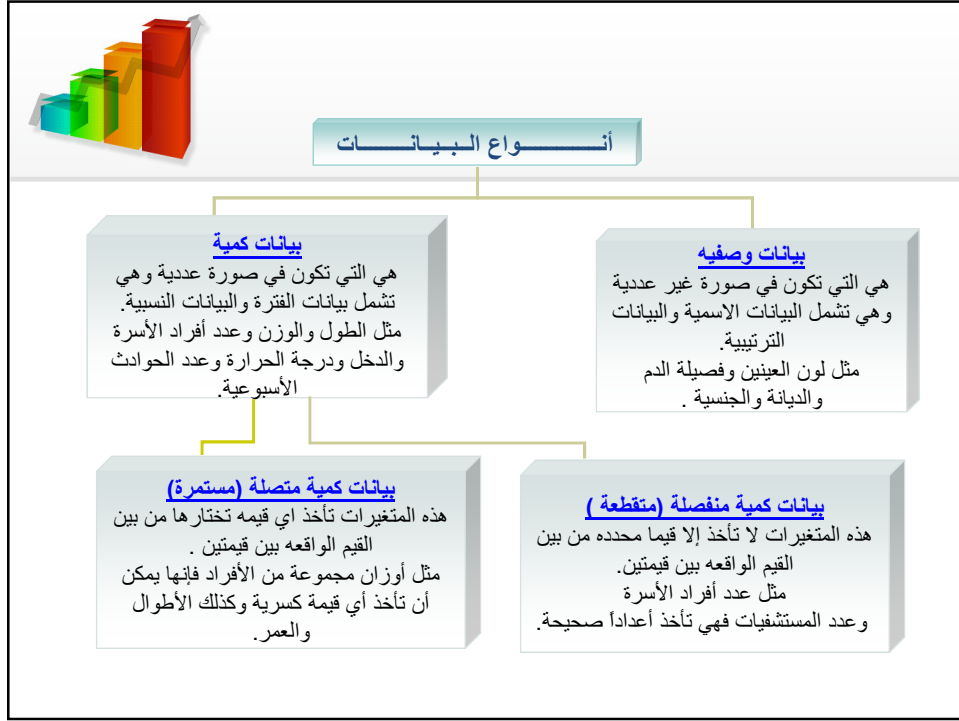 أنـــــــــواع الـبـيـانـــــــات
بيانات وصفيه
هي التي تكون في صورة غير عددية
وهي تشمل البيانات الاسمية والبيانات
الترتيبية.
مثل لون العينين وفصيلة الدم
والديانة والجنسية .
بيانات كمية
هي التي تكون في صورة عددية وهي
تشمل بيانات الفترة والبيانات النسبية.
مثل الطول والوزن وعدد أفراد الأسرة
والدخل ودرجة الحرارة وعدد الحوادث
الأسبوعية.
بيانات كمية منفصلة (متقطعة )
هذه المتغيرات لا تأخذ إلا قيما محدده من بين
القيم الواقعه بين قيمتين.
مثل عدد أفراد الأسرة
وعدد المستشفيات فهي تأخذ أعداداً صحيحة.
بيانات كمية متصلة (مستمرة)
هذه المتغيرات تأخذ اي قيمه تختارها من بين
القيم الواقعه بين قيمتين .
مثل أوزان مجموعة من الأفراد فإنها يمكن
أن تأخذ أي قيمة كسرية وكذلك الأطوال
والعمر.